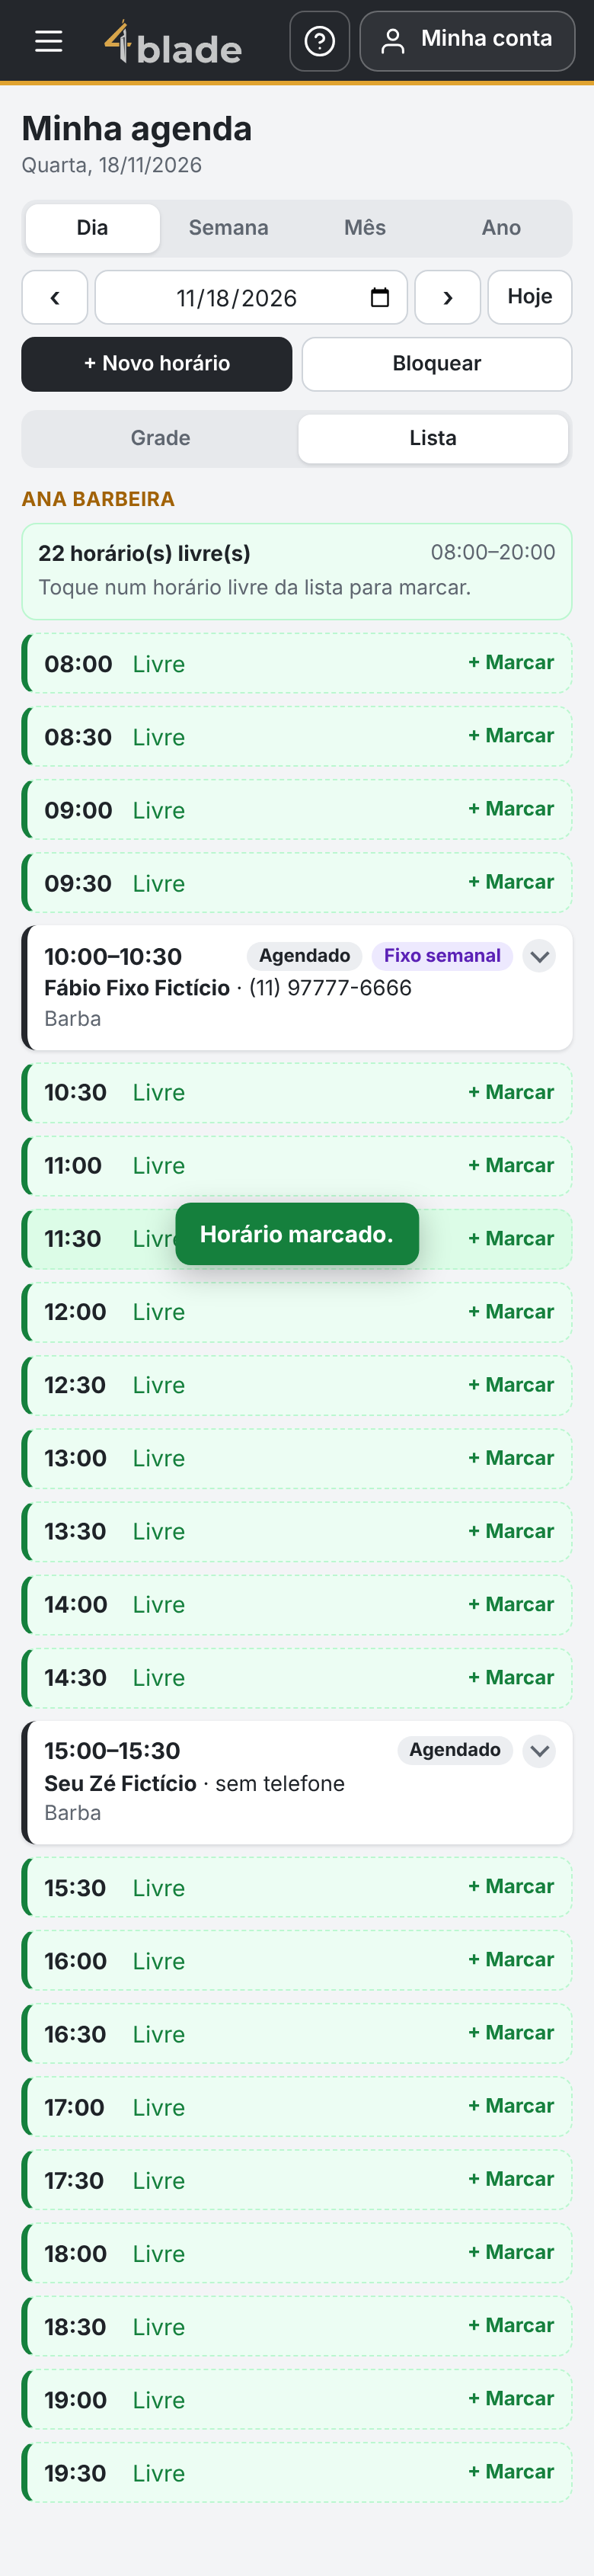 4blade
Minha conta
Minha agenda
Quarta, 18/11/2026
Dia Semana Mês Ano
‹ 11/18/2026 › Hoje
+ Novo horário Bloquear
Grade Lista
ANA BARBEIRA
22 horário(s) livre(s) 08:00–20:00
Toque num horário livre da lista para marcar.
08:00 Livre + Marcar
08:30 Livre + Marcar
09:00 Livre + Marcar
09:30 Livre + Marcar
10:00–10:30 Agendado Fixo semanal
Fábio Fixo Fictício · (11) 97777-6666
Barba
10:30 Livre + Marcar
11:00 Livre + Marcar
11:30 Livre + Marcar
Horário marcado.
12:00 Livre + Marcar
12:30 Livre + Marcar
13:00 Livre + Marcar
13:30 Livre + Marcar
14:00 Livre + Marcar
14:30 Livre + Marcar
15:00–15:30 Agendado
Seu Zé Fictício · sem telefone
Barba
15:30 Livre + Marcar
16:00 Livre + Marcar
16:30 Livre + Marcar
17:00 Livre + Marcar
17:30 Livre + Marcar
18:00 Livre + Marcar
18:30 Livre + Marcar
19:00 Livre + Marcar
19:30 Livre + Marcar